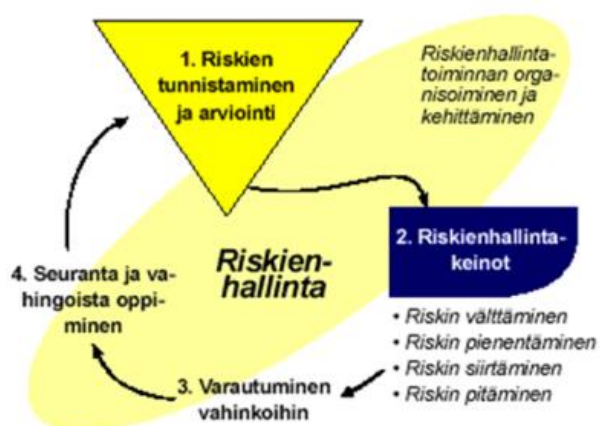 1. Riskien
tunnistaminen
ja arviointi
Riskienhallinta-
toiminnan orga-
nisoiminen ja
kehittäminen
2. Riskienhallinta-
keinot
• Riskin välttäminen
• Riskin pienentäminen
• Riskin siirtäminen
• Riskin pitäminen
3. Varautuminen
vahinkoihin
4. Seuranta ja va-
hingoista oppi-
minen
Riskien-
hallinta